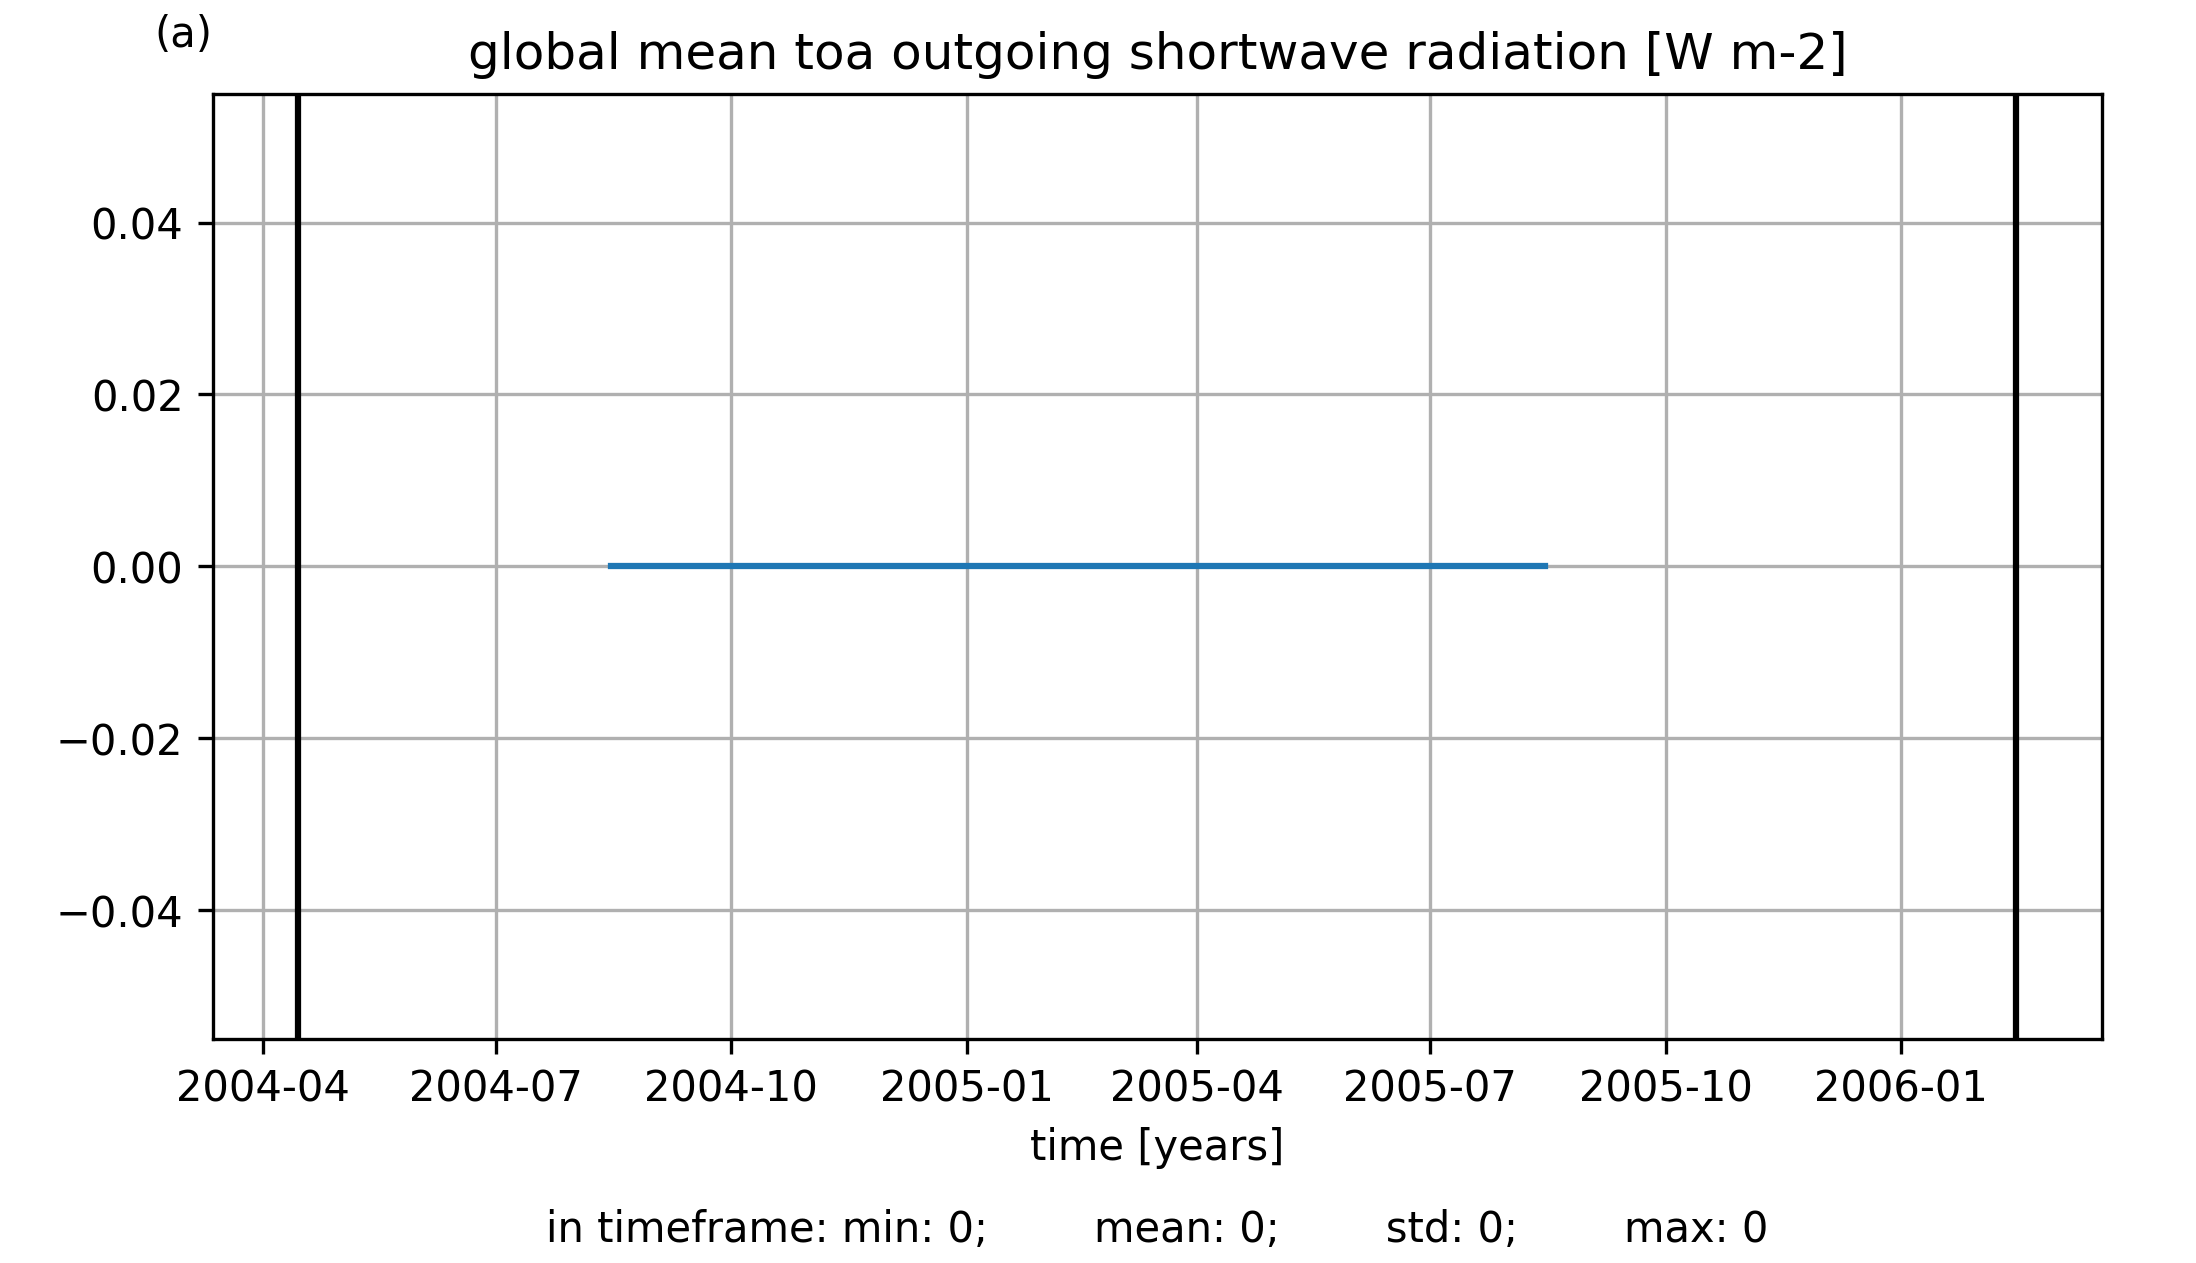 (a)
global mean toa outgoing shortwave radiation [W m-2]
0.04
0.02
0.00
−0.02
−0.04
2004-04 2004-07 2004-10 2005-01 2005-04 2005-07 2005-10 2006-01
time [years]
in timeframe: min: 0; mean: 0; std: 0; max: 0